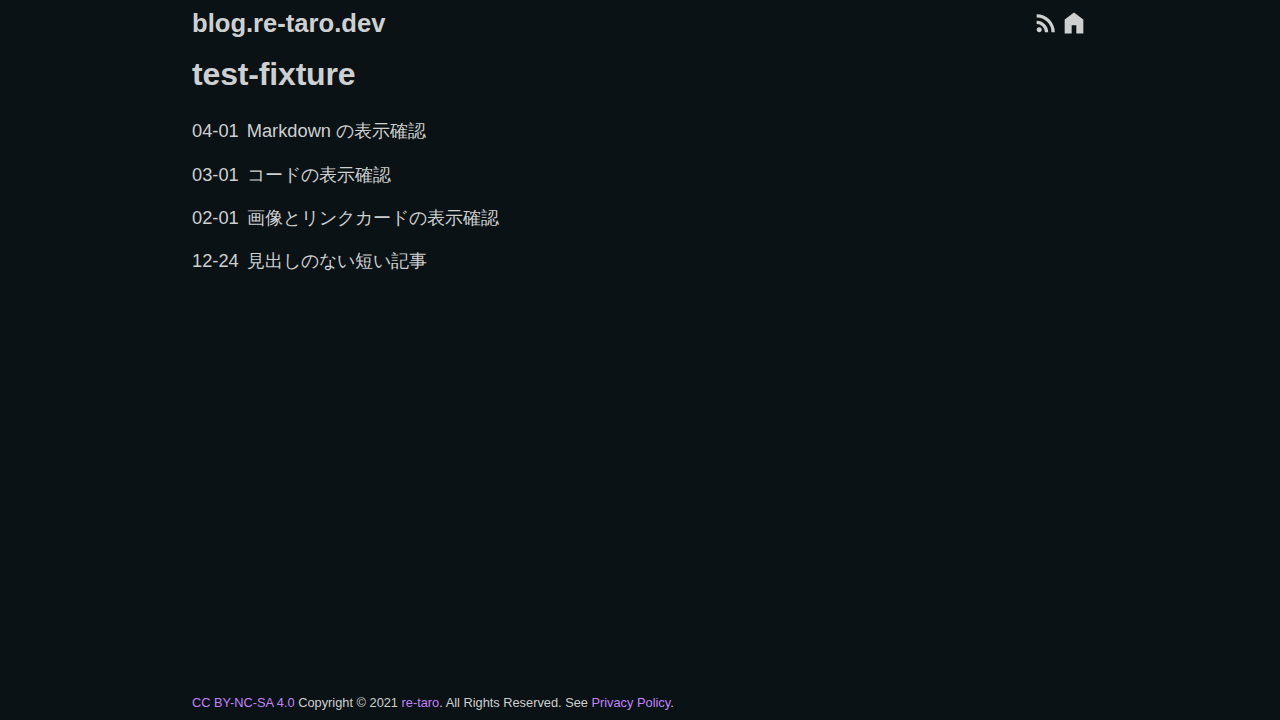 blog.re-taro.dev
test-fixture
04-01 Markdown の表示確認
03-01 コードの表示確認
02-01 画像とリンクカードの表示確認
12-24 見出しのない短い記事
CC BY-NC-SA 4.0 Copyright © 2021 re-taro. All Rights Reserved. See Privacy Policy.